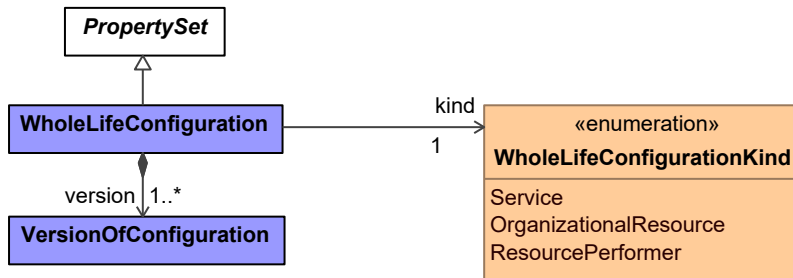 PropertySet
WholeLifeConfiguration
kind
1
«enumeration»
WholeLifeConfigurationKind
Service
OrganizationalResource
ResourcePerformer
version 1..*
VersionOfConfiguration